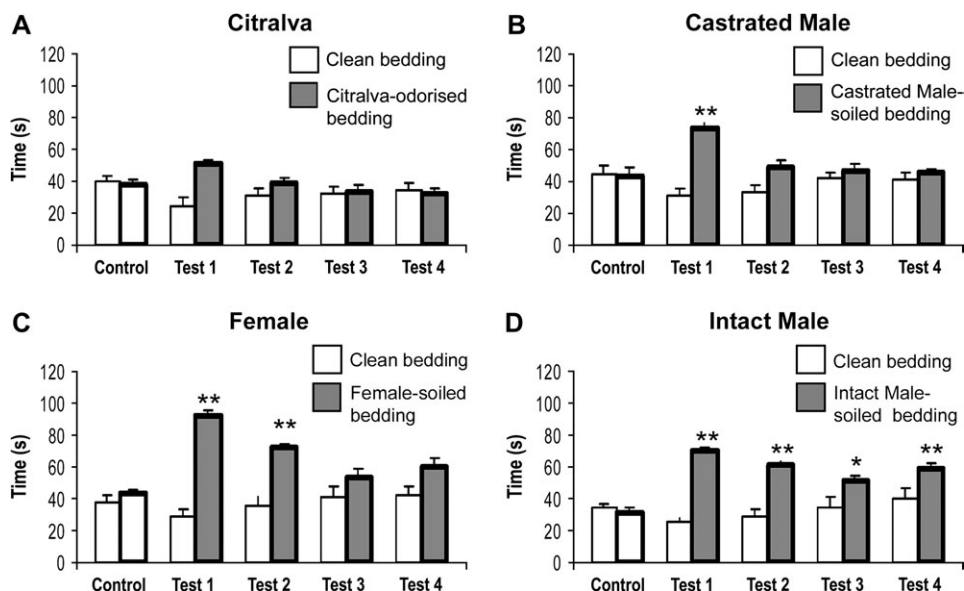 A
Citralva
Time (s)
120
100
80
60
40
20
0
Clean bedding
Citralva-odorised
bedding
Control Test 1 Test 2 Test 3 Test 4
B
Castrated Male
Time (s)
120
100
80
60
40
20
0
Clean bedding
Castrated Male-
soiled bedding
**
Control Test 1 Test 2 Test 3 Test 4
C
Female
Time (s)
120
100
80
60
40
20
0
Clean bedding
Female-soiled
bedding
** **
Control Test 1 Test 2 Test 3 Test 4
D
Intact Male
Time (s)
120
100
80
60
40
20
0
Clean bedding
Intact Male-
soiled bedding
** ** * **
Control Test 1 Test 2 Test 3 Test 4